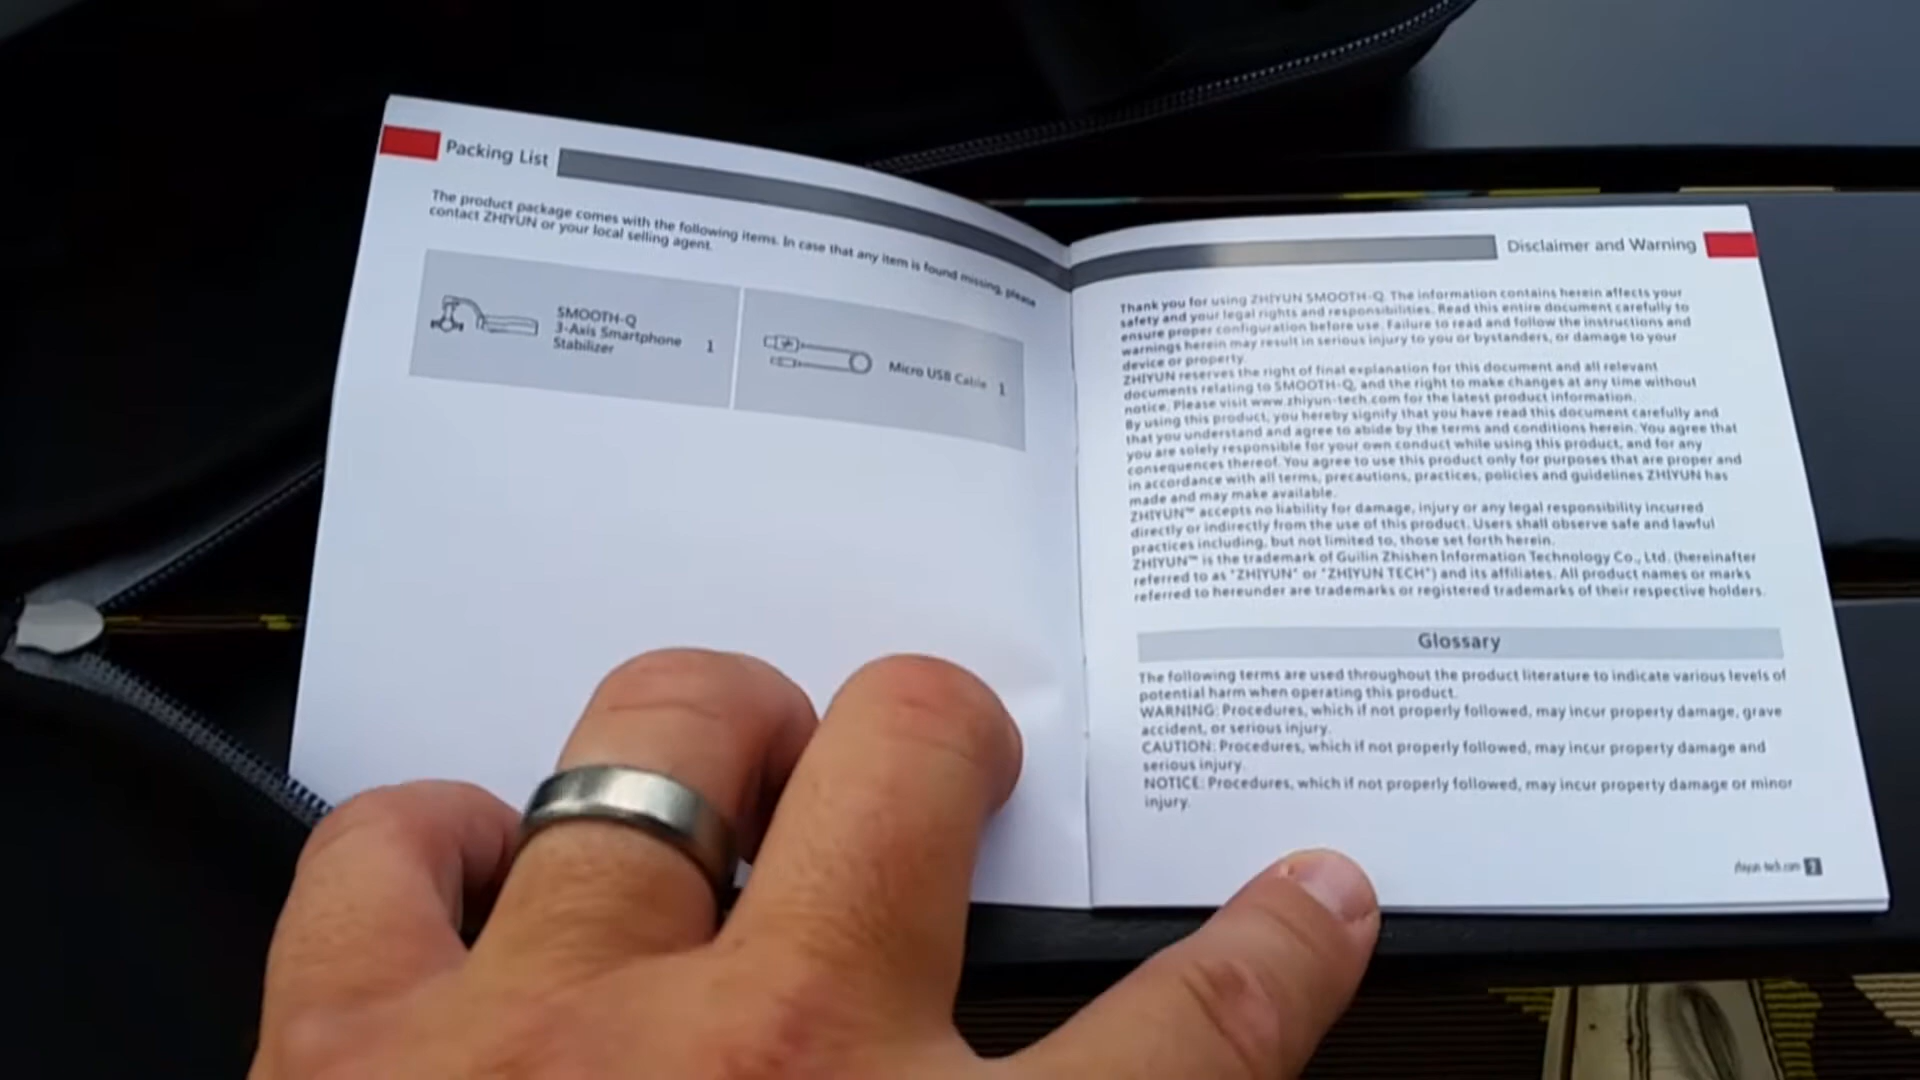 Packing List
The product package comes with the following items. In case that any item is found missing, please
contact ZHIYUN or your local selling agent.
SMOOTH-Q
3-Axis Smartphone
Stabilizer
1
Micro USB Cable 1
Disclaimer and Warning
Thank you for using ZHIYUN SMOOTH-Q. The information contains herein affects your
safety and your legal rights and responsibilities. Read this entire document carefully to
ensure proper configuration before use. Failure to read and follow the instructions and
warnings herein may result in serious injury to you or bystanders, or damage to your
device or property.
ZHIYUN reserves the right of final explanation for this document and all relevant
documents relating to SMOOTH-Q, and the right to make changes at any time without
notice. Please visit www.zhiyun-tech.com for the latest product information.
By using this product, you hereby signify that you have read this document carefully and
that you understand and agree to abide by the terms and conditions herein. You agree that
you are solely responsible for your own conduct while using this product, and for any
consequences thereof. You agree to use this product only for purposes that are proper and
in accordance with all terms, precautions, practices, policies and guidelines ZHIYUN has
made and may make available.
ZHIYUN™ accepts no liability for damage, injury or any legal responsibility incurred
directly or indirectly from the use of this product. Users shall observe safe and lawful
practices including, but not limited to, those set forth herein.
ZHIYUN™ is the trademark of Guilin Zhishen Information Technology Co., Ltd. (hereinafter
referred to as "ZHIYUN" or "ZHIYUN TECH") and its affiliates. All product names or marks
referred to hereunder are trademarks or registered trademarks of their respective holders.
Glossary
The following terms are used throughout the product literature to indicate various levels of
potential harm when operating this product.
WARNING: Procedures, which if not properly followed, may incur property damage, grave
accident, or serious injury.
CAUTION: Procedures, which if not properly followed, may incur property damage and
serious injury.
NOTICE: Procedures, which if not properly followed, may incur property damage or minor
injury.
zhiyun-tech.com